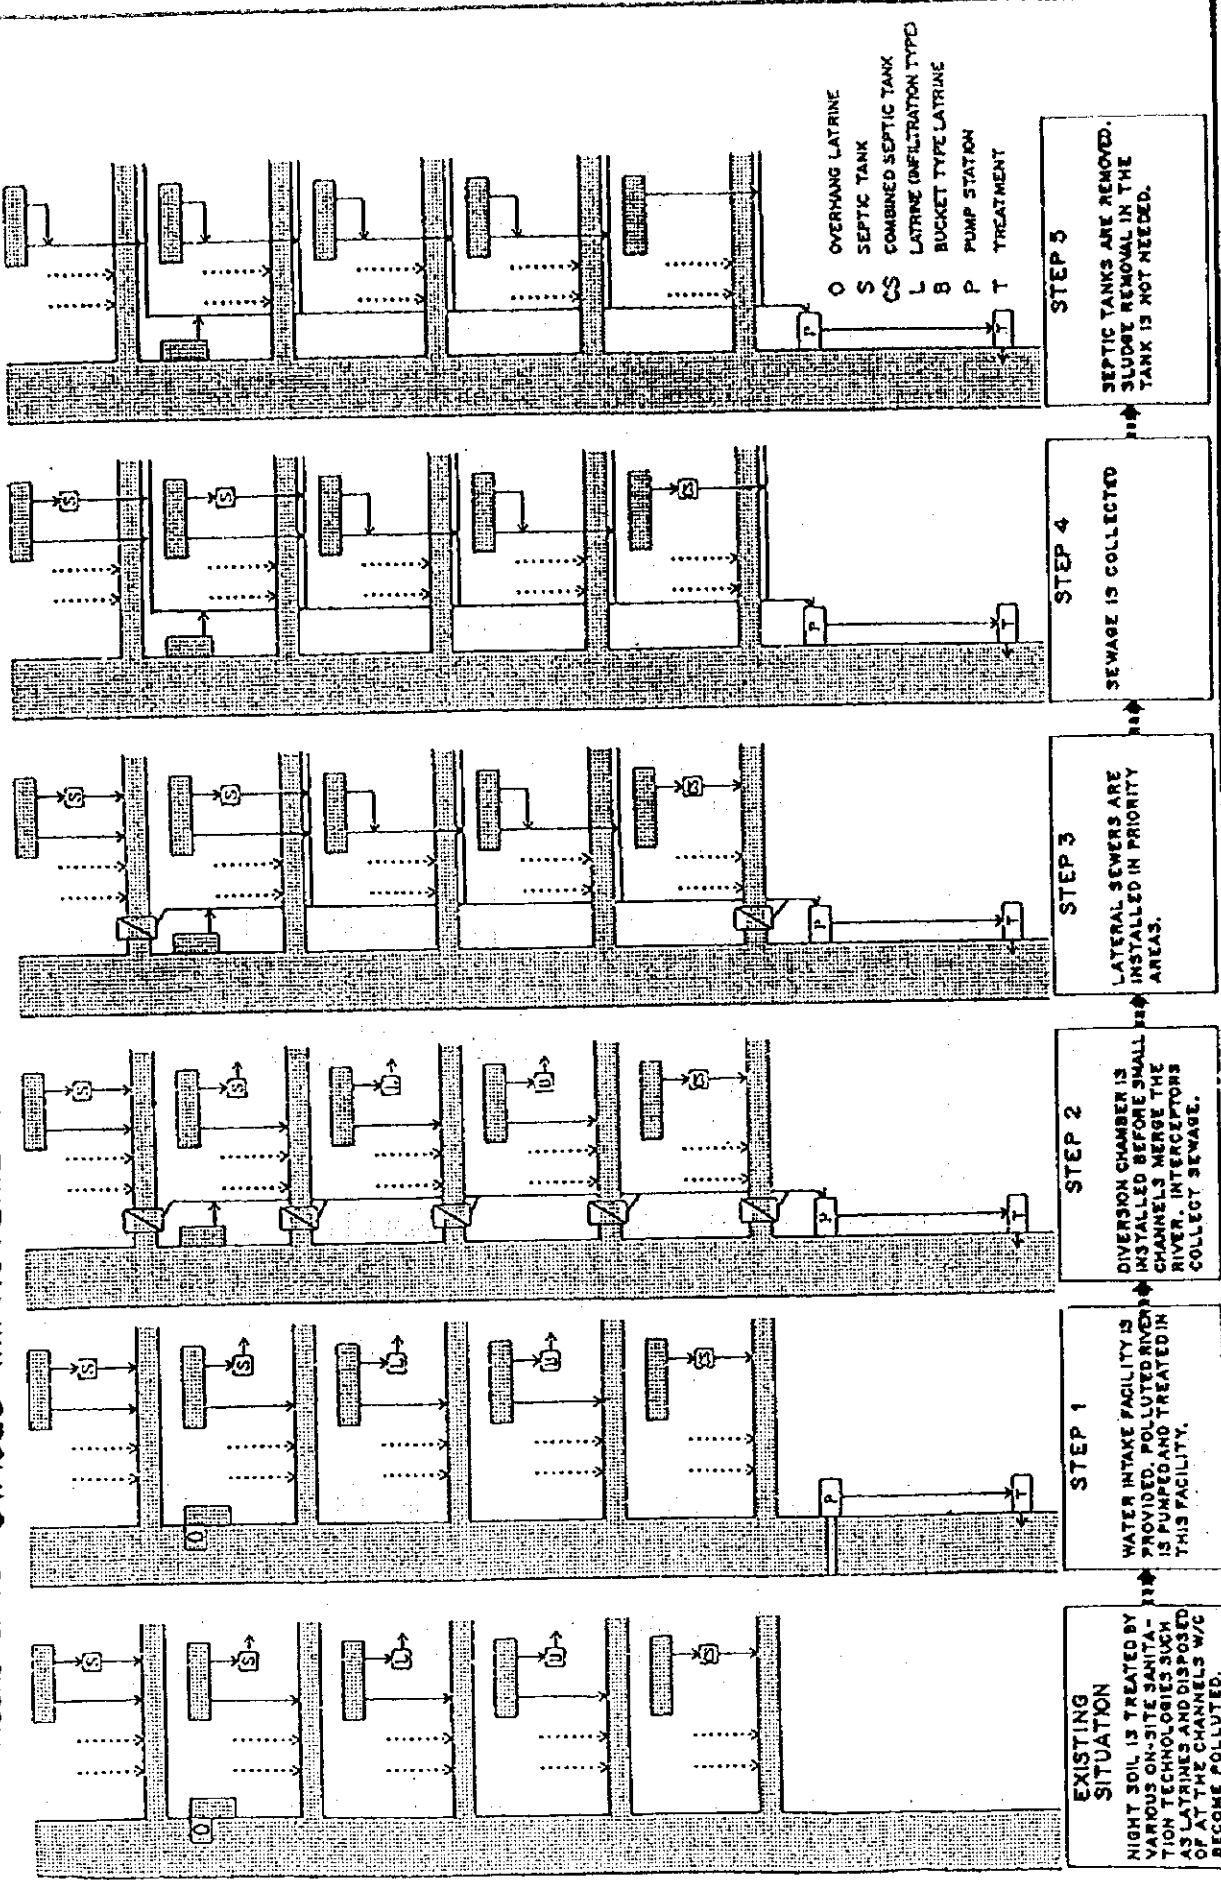 EXISTING
SITUATION
NIGHT SOIL IS TREATED BY
VARIOUS ON-SITE SANITA-
TION TECHNOLOGIES SUCH
AS LATRINES AND DISPOSED
OF AT THE CHANNELS W/C
BECOME POLLUTED.
STEP 1
WATER INTAKE FACILITY IS
PROVIDED. POLLUTED RIVER
IS PUMPED AND TREATED IN
THIS FACILITY.
STEP 2
DIVERSION CHAMBER IS
INSTALLED BEFORE SMALL
CHANNELS MERGE THE
RIVER. INTERCEPTORS
COLLECT SEWAGE.
STEP 3
LATERAL SEWERS ARE
INSTALLED IN PRIORITY
AREAS.
STEP 4
SEWAGE IS COLLECTED
STEP 5
SEPTIC TANKS ARE REMOVED.
SLUDGE REMOVAL IN THE
TANK IS NOT NEEDED.
O OVERHANG LATRINE
S SEPTIC TANK
CS COMBINED SEPTIC TANK
L LATRINE (INFILTRATION TYPE)
B BUCKET TYPE LATRINE
P PUMP STATION
T TREATMENT
S
O
S
L
U
CS
S
O
S
L
U
CS
P
T
S
S
L
U
CS
P
T
S
S
CS
P
T
S
S
CS
P
T
P
T